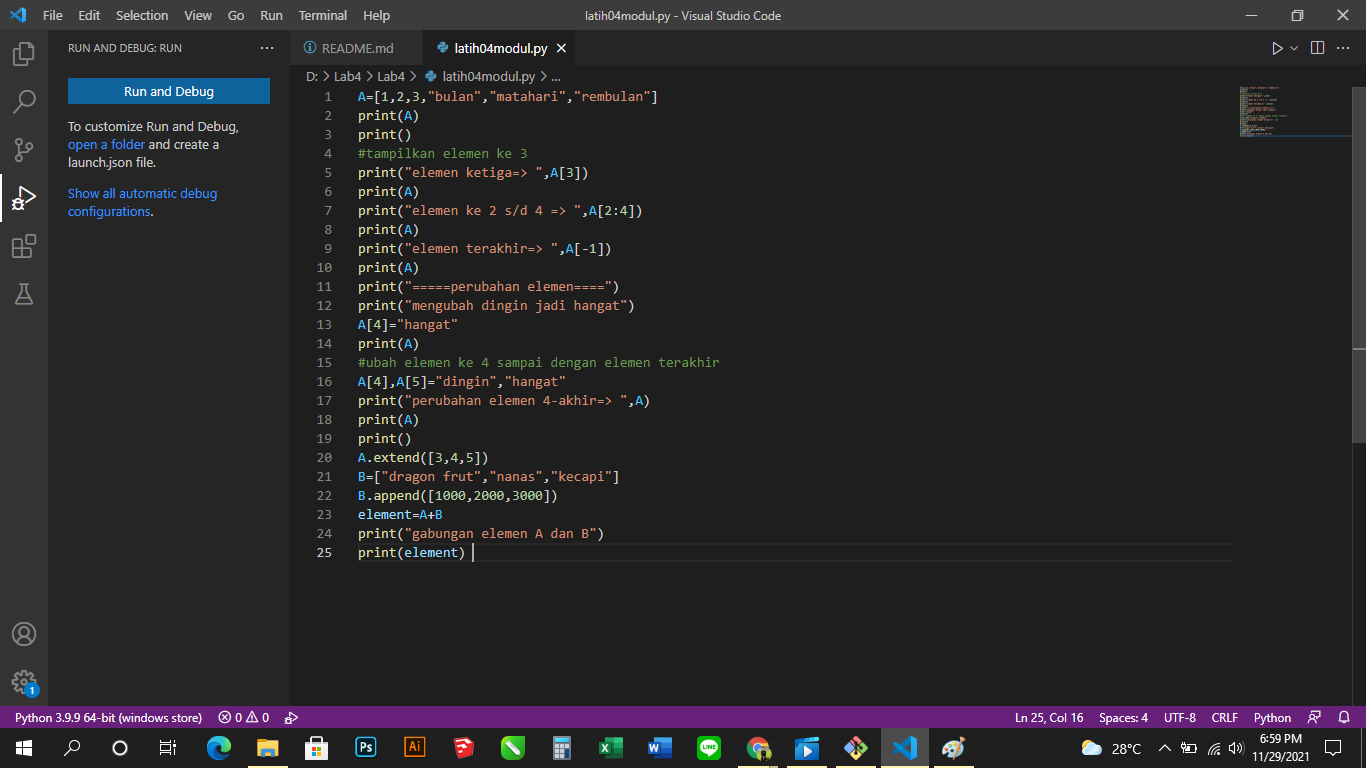 File Edit Selection View Go Run Terminal Help latih04modul.py - Visual Studio Code
RUN AND DEBUG: RUN
Run and Debug
To customize Run and Debug,
open a folder and create a
launch.json file.
Show all automatic debug
configurations.
README.md latih04modul.py
D: > Lab4 > Lab4 > latih04modul.py > ...
1 A=[1,2,3,"bulan","matahari","rembulan"]
2 print(A)
3 print()
4 #tampilkan elemen ke 3
5 print("elemen ketiga=> ",A[3])
6 print(A)
7 print("elemen ke 2 s/d 4 => ",A[2:4])
8 print(A)
9 print("elemen terakhir=> ",A[-1])
10 print(A)
11 print("=====perubahan elemen====")
12 print("mengubah dingin jadi hangat")
13 A[4]="hangat"
14 print(A)
15 #ubah elemen ke 4 sampai dengan elemen terakhir
16 A[4],A[5]="dingin","hangat"
17 print("perubahan elemen 4-akhir=> ",A)
18 print(A)
19 print()
20 A.extend([3,4,5])
21 B=["dragon frut","nanas","kecapi"]
22 B.append([1000,2000,3000])
23 element=A+B
24 print("gabungan elemen A dan B")
25 print(element)
1
Python 3.9.9 64-bit (windows store) 0 0 Ln 25, Col 16 Spaces: 4 UTF-8 CRLF Python
Ps Ai LINE 28°C 6:59 PM
11/29/2021